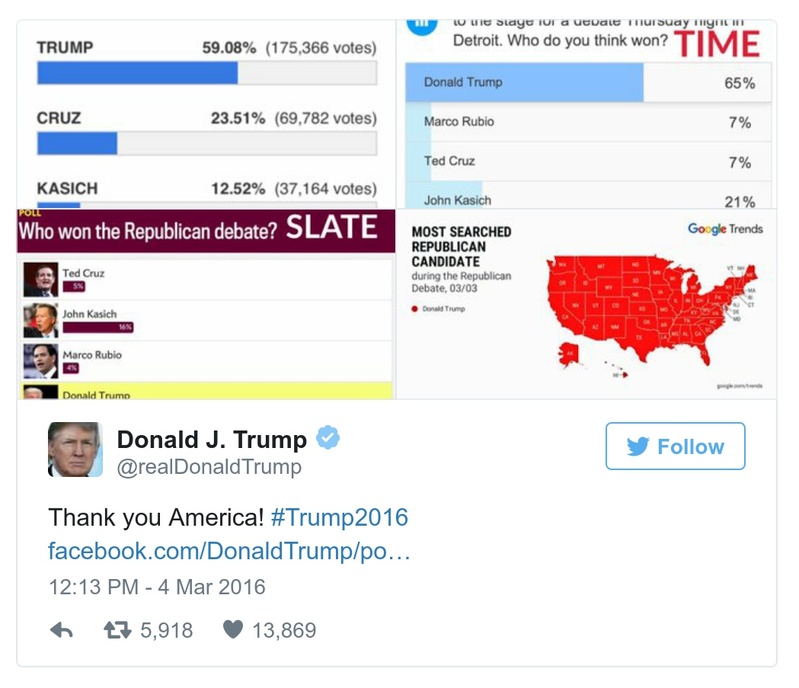 TRUMP 59.08% (175,366 votes)
CRUZ 23.51% (69,782 votes)
KASICH 12.52% (37,164 votes)
to the stage for a debate Thursday night in
Detroit. Who do you think won? TIME
Donald Trump 65%
Marco Rubio 7%
Ted Cruz 7%
John Kasich 21%
POLL
Who won the Republican debate? SLATE
Ted Cruz
5%
John Kasich
16%
Marco Rubio
4%
Donald Trump
MOST SEARCHED
REPUBLICAN
CANDIDATE
during the Republican
Debate, 03/03
Donald Trump
Google Trends
google.com/trends
Donald J. Trump
@realDonaldTrump
Follow
Thank you America! #Trump2016
facebook.com/DonaldTrump/po…
12:13 PM - 4 Mar 2016
5,918 13,869